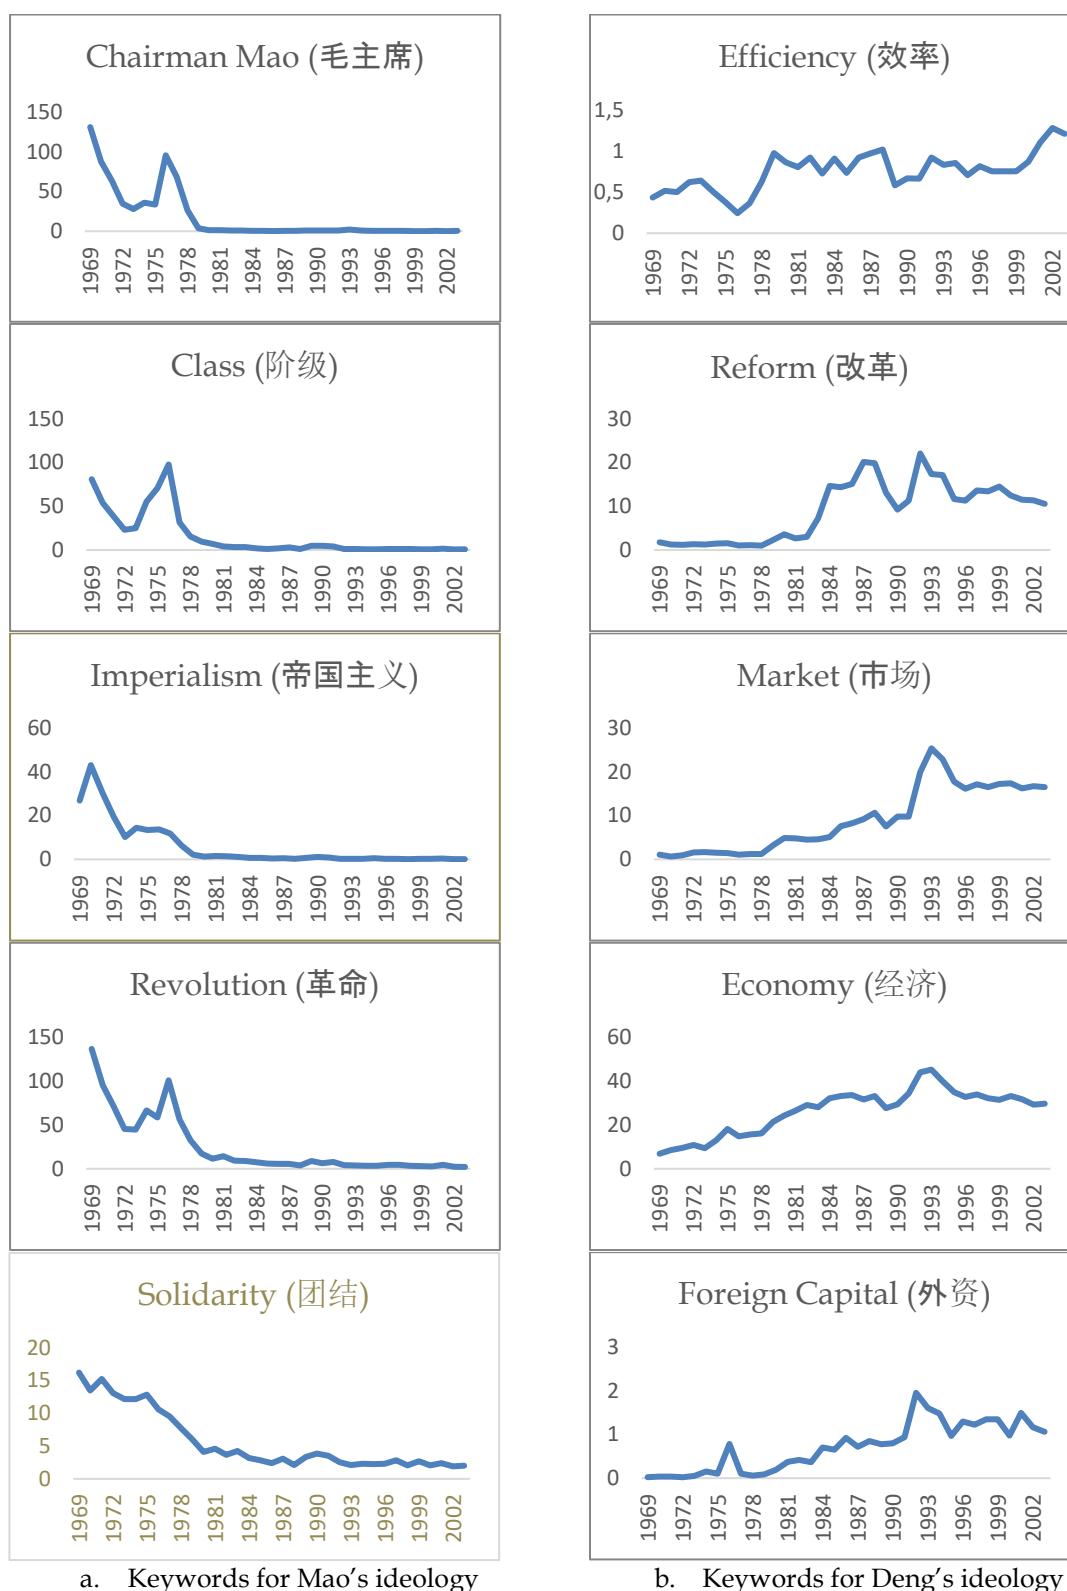 Chairman Mao (毛主席)
150
100
50
0
1969 1972 1975 1978 1981 1984 1987 1990 1993 1996 1999 2002
Efficiency (效率)
1,5
1
0,5
0
1969 1972 1975 1978 1981 1984 1987 1990 1993 1996 1999 2002
Class (阶级)
150
100
50
0
1969 1972 1975 1978 1981 1984 1987 1990 1993 1996 1999 2002
Reform (改革)
30
20
10
0
1969 1972 1975 1978 1981 1984 1987 1990 1993 1996 1999 2002
Imperialism (帝国主义)
60
40
20
0
1969 1972 1975 1978 1981 1984 1987 1990 1993 1996 1999 2002
Market (市场)
30
20
10
0
1969 1972 1975 1978 1981 1984 1987 1990 1993 1996 1999 2002
Revolution (革命)
150
100
50
0
1969 1972 1975 1978 1981 1984 1987 1990 1993 1996 1999 2002
Economy (经济)
60
40
20
0
1969 1972 1975 1978 1981 1984 1987 1990 1993 1996 1999 2002
Solidarity (团结)
20
15
10
5
0
1969 1972 1975 1978 1981 1984 1987 1990 1993 1996 1999 2002
Foreign Capital (外资)
3
2
1
0
1969 1972 1975 1978 1981 1984 1987 1990 1993 1996 1999 2002
a. Keywords for Mao's ideology
b. Keywords for Deng's ideology